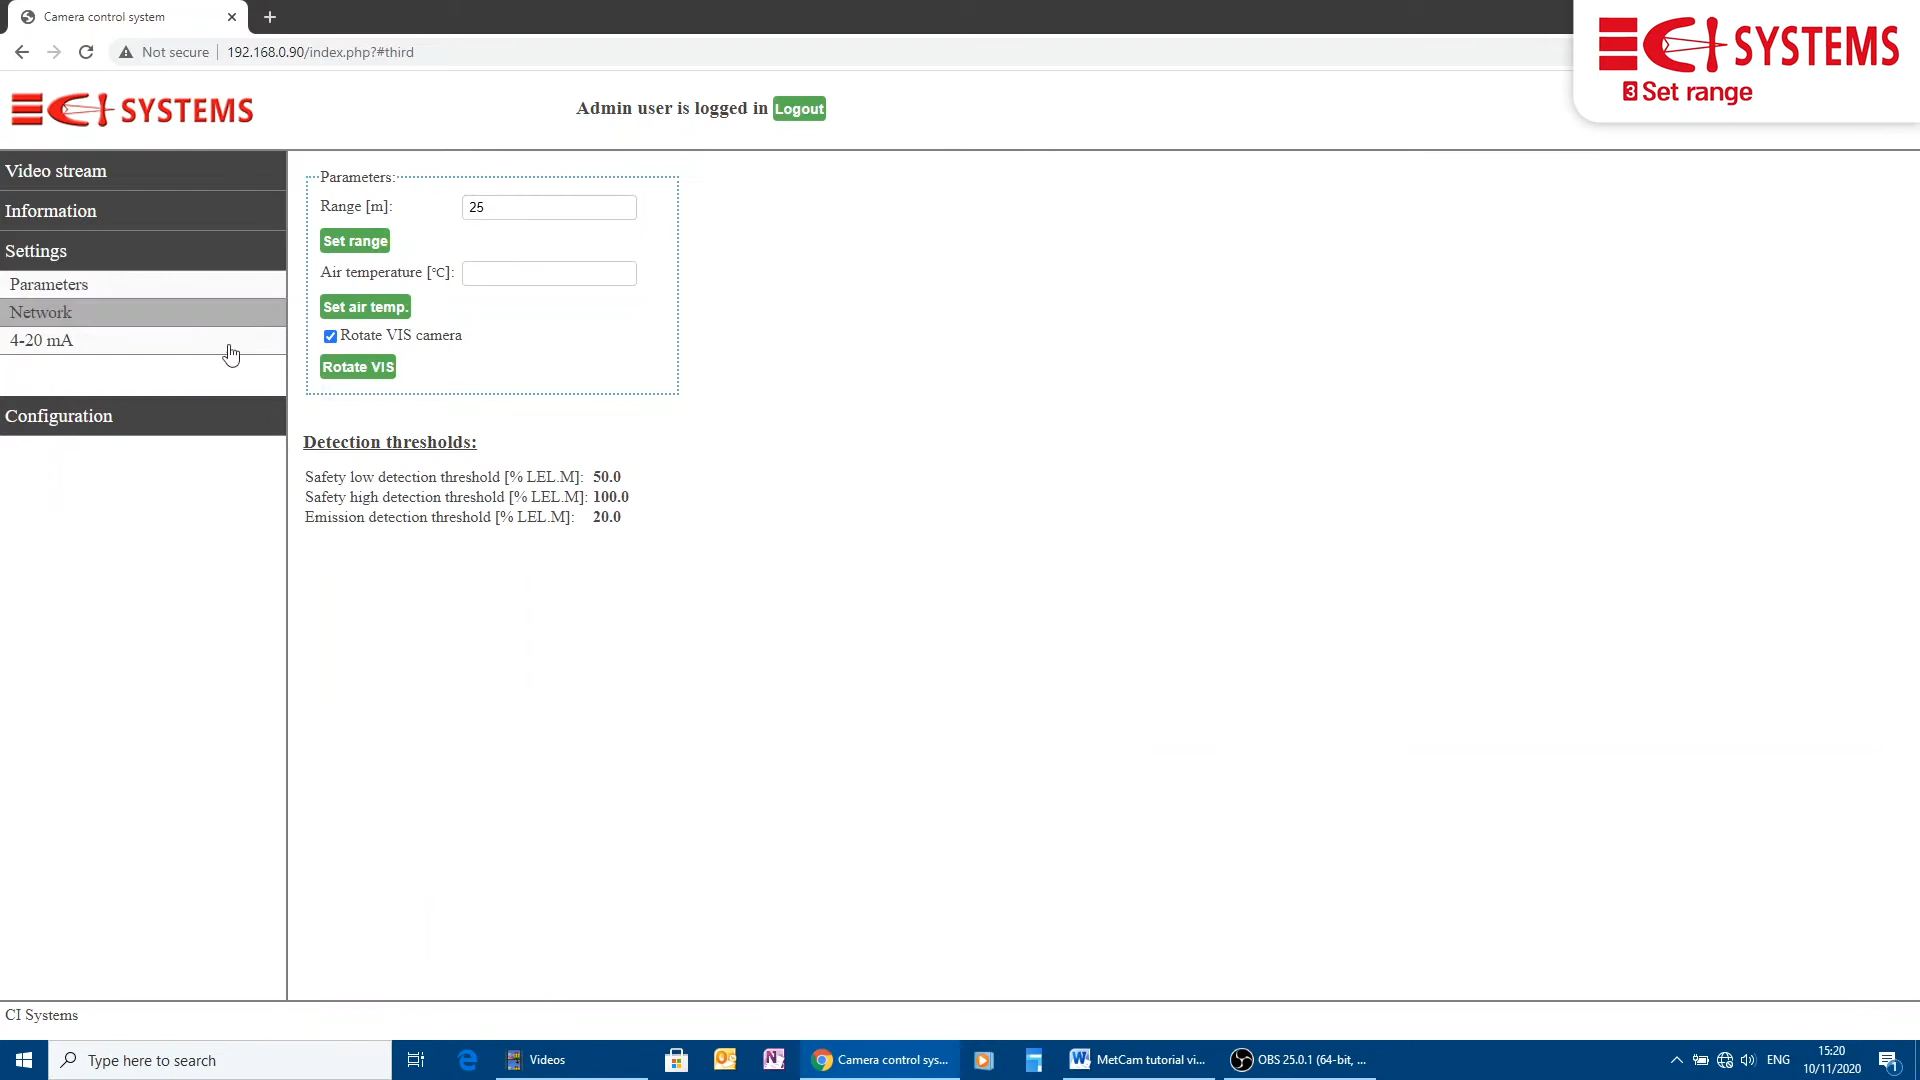 Camera control system
Not secure 192.168.0.90/index.php?#third
CI SYSTEMS
3 Set range
CI SYSTEMS
Admin user is logged in Logout
Video stream
Information
Settings
Parameters
Network
4-20 mA
Configuration
Parameters:
Range [m]: 25
Set range
Air temperature [°C]:
Set air temp.
Rotate VIS camera
Rotate VIS
Detection thresholds:
Safety low detection threshold [% LEL.M]: 50.0
Safety high detection threshold [% LEL.M]: 100.0
Emission detection threshold [% LEL.M]: 20.0
CI Systems
Type here to search
Videos
Camera control sys...
MetCam tutorial vi...
OBS 25.0.1 (64-bit, ...
ENG
15:20
10/11/2020
1